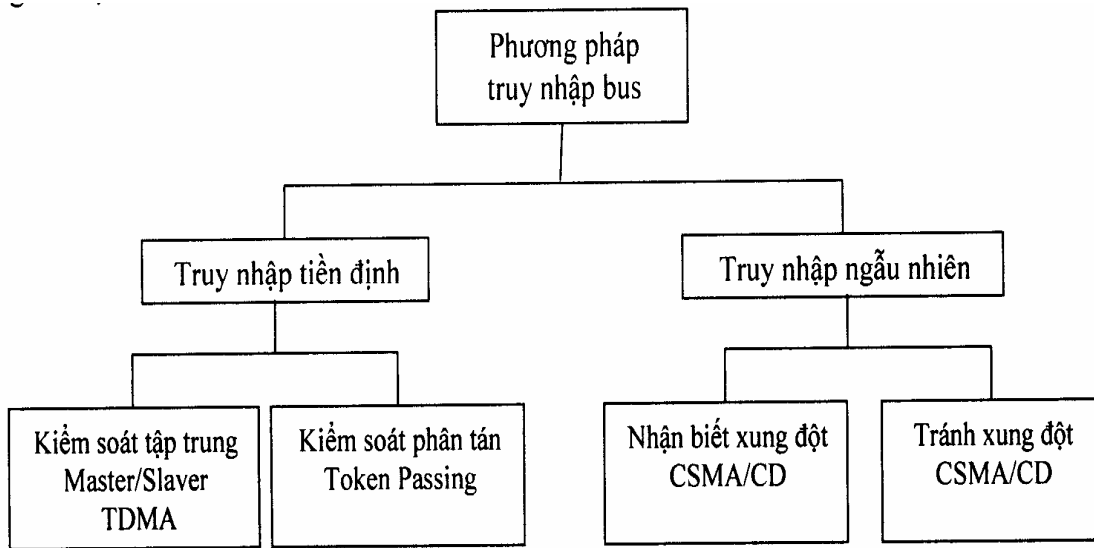 Phương pháp
truy nhập bus
Truy nhập tiền định
Truy nhập ngẫu nhiên
Kiểm soát tập trung
Master/Slaver
TDMA
Kiểm soát phân tán
Token Passing
Nhận biết xung đột
CSMA/CD
Tránh xung đột
CSMA/CD